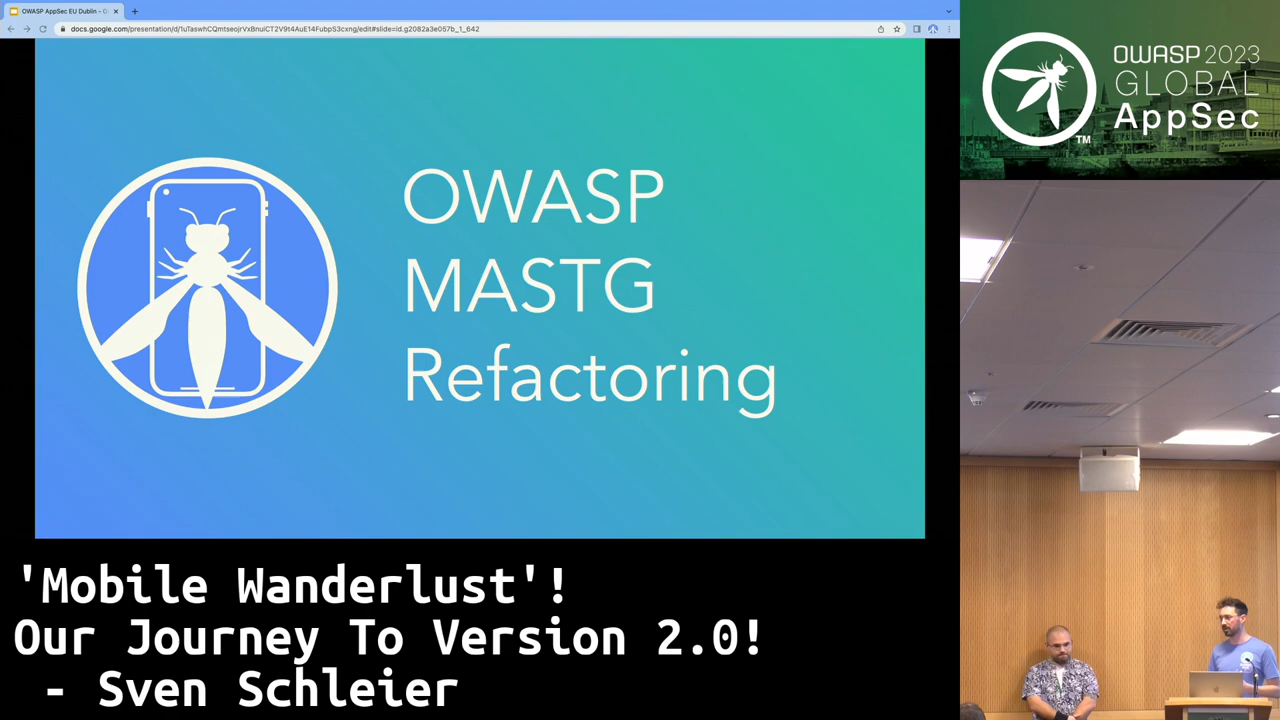 OWASP AppSec EU Dublin - O
docs.google.com/presentation/d/1uTaswhCQmtseojrVxBnuiCT2V9t4AuE14FubpS3cxng/edit#slide=id.g2082a3e057b_1_642
OWASP
MASTG
Refactoring
OWASP 2023
GLOBAL
AppSec
TM
'Mobile Wanderlust'!
Our Journey To Version 2.0!
- Sven Schleier